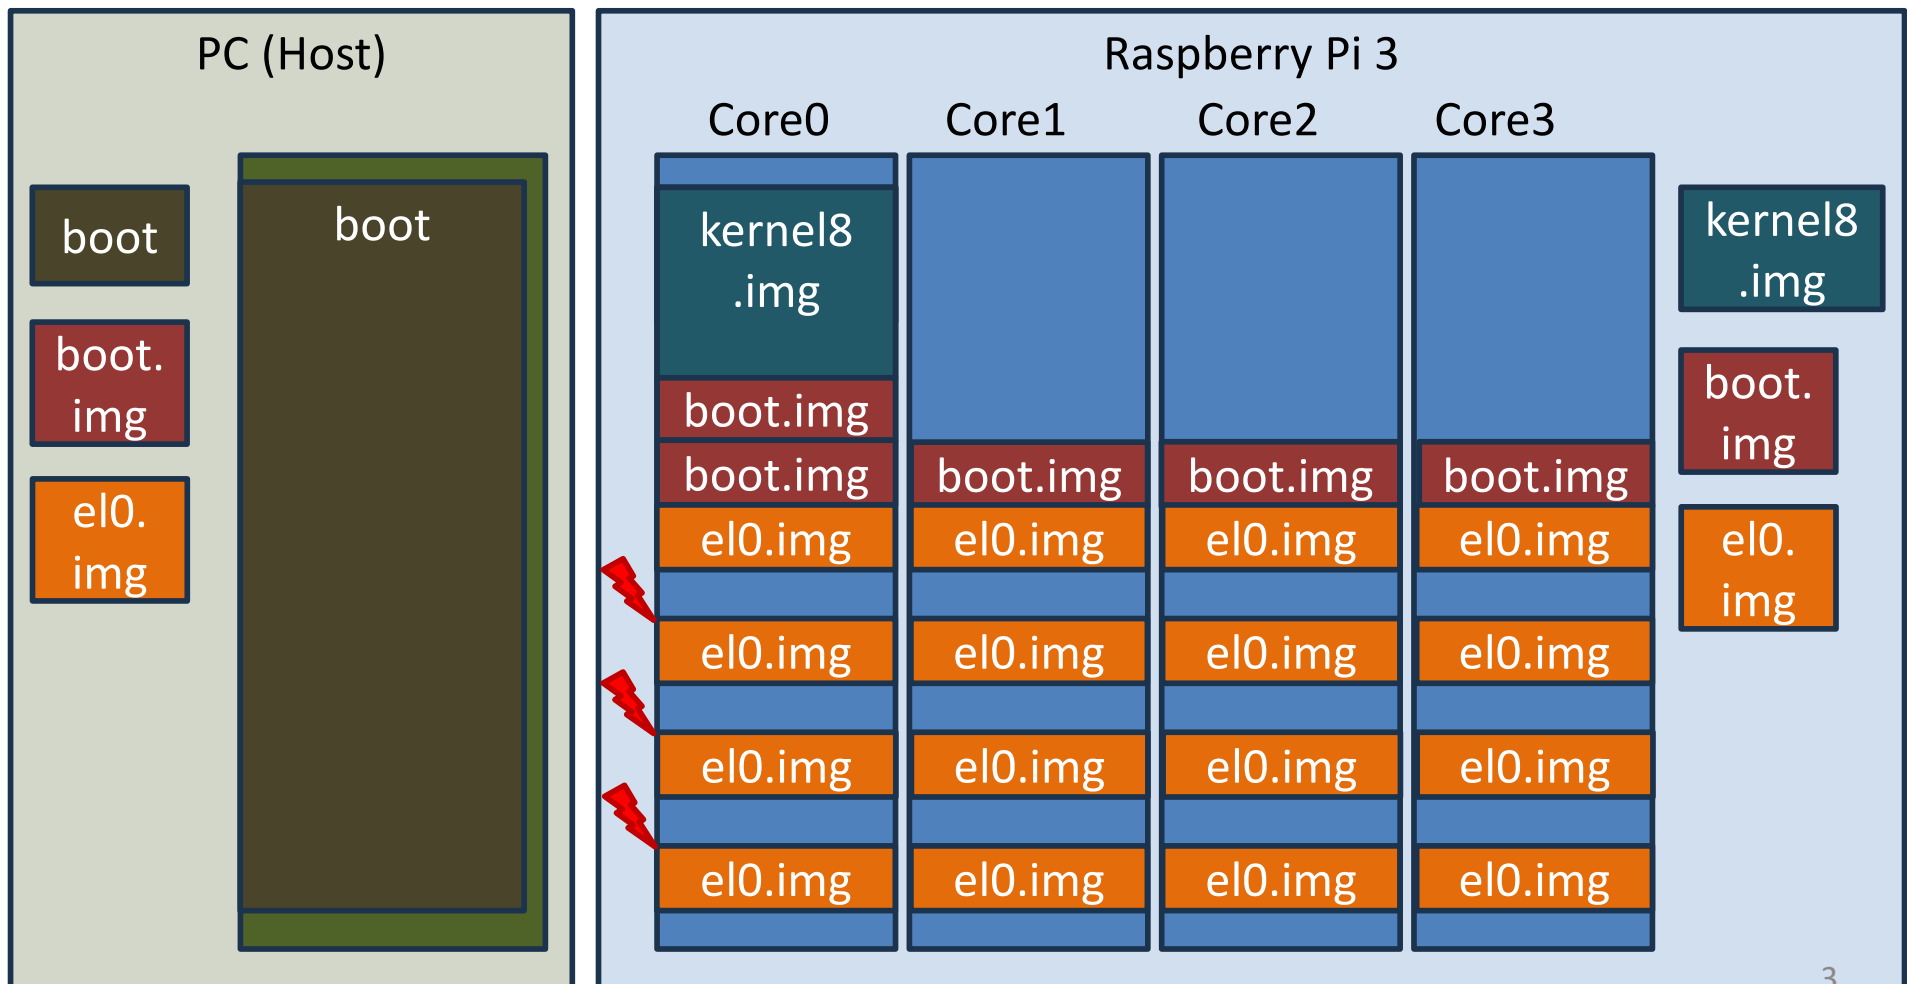 PC (Host)
boot
boot.
img
el0.
img
boot
Raspberry Pi 3
Core0 Core1 Core2 Core3
kernel8
.img
boot.img
boot.img boot.img boot.img boot.img
el0.img el0.img el0.img el0.img
el0.img el0.img el0.img el0.img
el0.img el0.img el0.img el0.img
el0.img el0.img el0.img el0.img
kernel8
.img
boot.
img
el0.
img
3